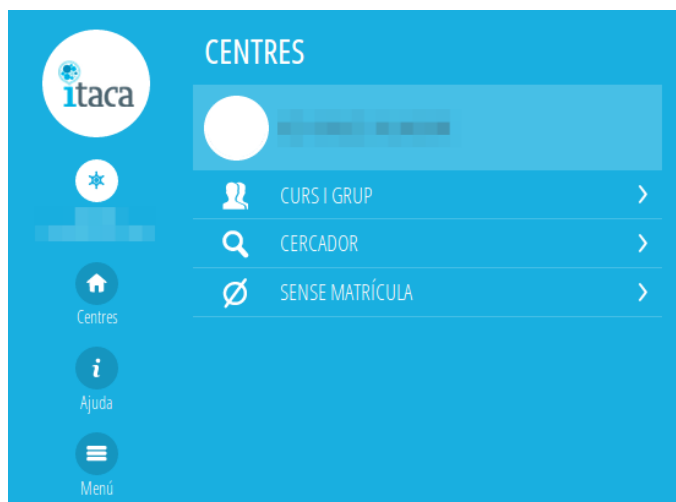 itaca
Centres
Ajuda
Menú
CENTRES
CURS I GRUP
CERCADOR
SENSE MATRÍCULA